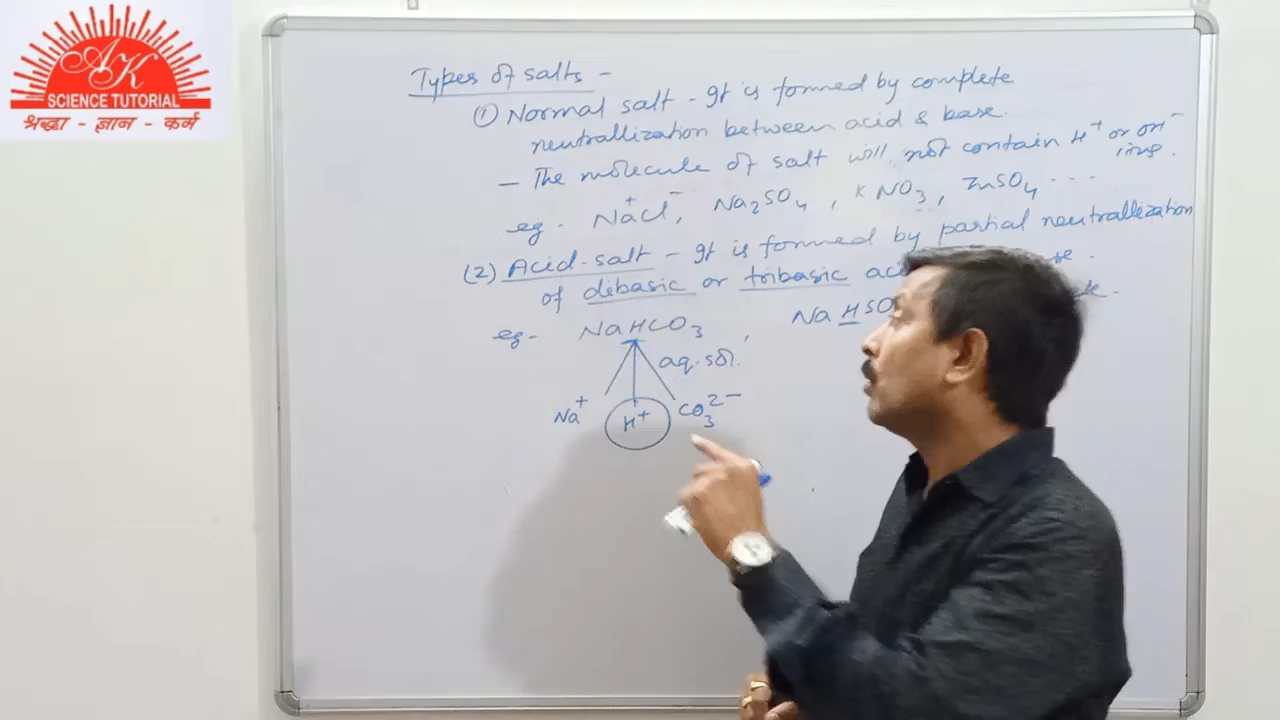 AK
SCIENCE TUTORIAL
श्रद्धा - ज्ञान - कर्म
Types of salts -
(1) Normal salt - It is formed by complete
neutrallization between acid & base.
- The molecule of salt will not contain H+ or OH-
ions.
eg. Na+Cl-, Na2SO4, KNO3, ZnSO4 ...
(2) Acid-salt - It is formed by partial neutrallization
of dibasic or tribasic
eg- NaHCO3, NaHSO
aq. sol.
Na+ H+ CO3 2-